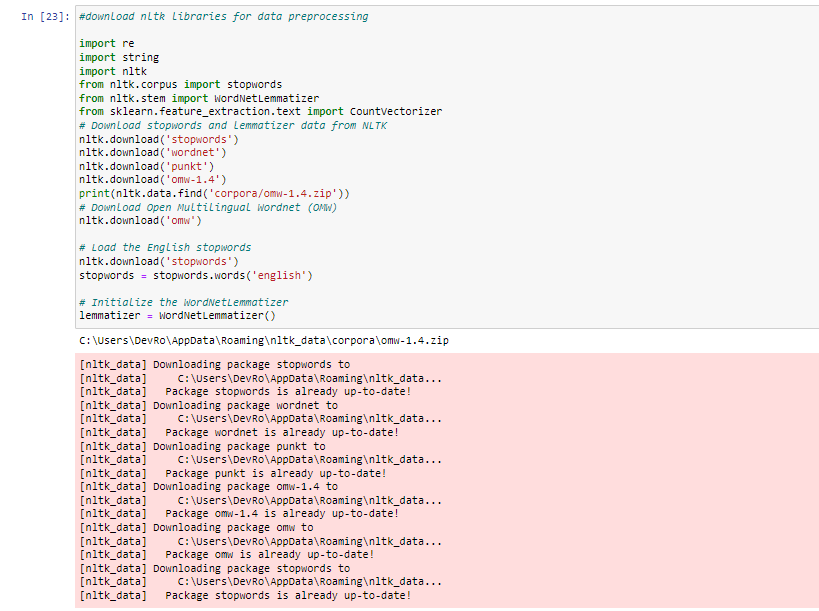 In [23]: #download nltk libraries for data preprocessing
import re
import string
import nltk
from nltk.corpus import stopwords
from nltk.stem import WordNetLemmatizer
from sklearn.feature_extraction.text import CountVectorizer
# Download stopwords and lemmatizer data from NLTK
nltk.download('stopwords')
nltk.download('wordnet')
nltk.download('punkt')
nltk.download('omw-1.4')
print(nltk.data.find('corpora/omw-1.4.zip'))
# Download Open Multilingual Wordnet (OMW)
nltk.download('omw')
# Load the English stopwords
nltk.download('stopwords')
stopwords = stopwords.words('english')
# Initialize the WordNetLemmatizer
lemmatizer = WordNetLemmatizer()
C:\Users\DevRo\AppData\Roaming\nltk_data\corpora\omw-1.4.zip
[nltk_data] Downloading package stopwords to
[nltk_data]     C:\Users\DevRo\AppData\Roaming\nltk_data...
[nltk_data]   Package stopwords is already up-to-date!
[nltk_data] Downloading package wordnet to
[nltk_data]     C:\Users\DevRo\AppData\Roaming\nltk_data...
[nltk_data]   Package wordnet is already up-to-date!
[nltk_data] Downloading package punkt to
[nltk_data]     C:\Users\DevRo\AppData\Roaming\nltk_data...
[nltk_data]   Package punkt is already up-to-date!
[nltk_data] Downloading package omw-1.4 to
[nltk_data]     C:\Users\DevRo\AppData\Roaming\nltk_data...
[nltk_data]   Package omw-1.4 is already up-to-date!
[nltk_data] Downloading package omw to
[nltk_data]     C:\Users\DevRo\AppData\Roaming\nltk_data...
[nltk_data]   Package omw is already up-to-date!
[nltk_data] Downloading package stopwords to
[nltk_data]     C:\Users\DevRo\AppData\Roaming\nltk_data...
[nltk_data]   Package stopwords is already up-to-date!